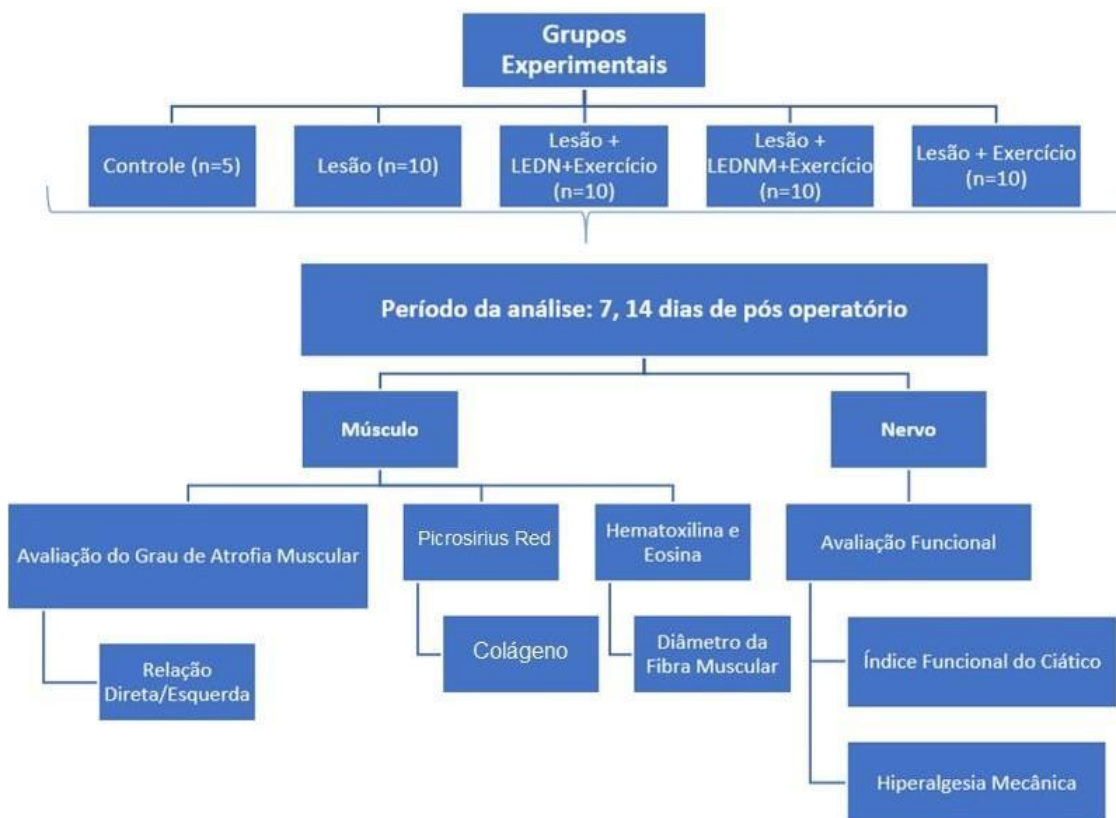 Grupos
Experimentais
Controle (n=5)
Lesão (n=10)
Lesão +
LEDN+Exercício
(n=10)
Lesão +
LEDNM+Exercício
(n=10)
Lesão + Exercício
(n=10)
Período da análise: 7, 14 dias de pós operatório
Músculo
Nervo
Avaliação do Grau de Atrofia Muscular
Picrosirius Red
Hematoxilina e
Eosina
Avaliação Funcional
Relação
Direta/Esquerda
Colágeno
Diâmetro da
Fibra Muscular
Índice Funcional do Ciático
Hiperalgesia Mecânica